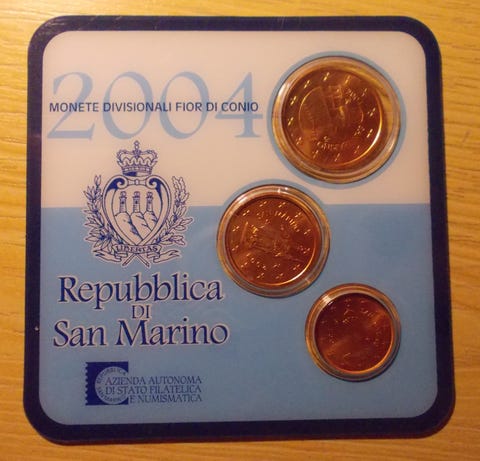 2004
MONETE DIVISIONALI FIOR DI CONIO
LIBERTAS
Repubblica
DI
San Marino
AZIENDA AUTONOMA
DI STATO FILATELICA
E NUMISMATICA